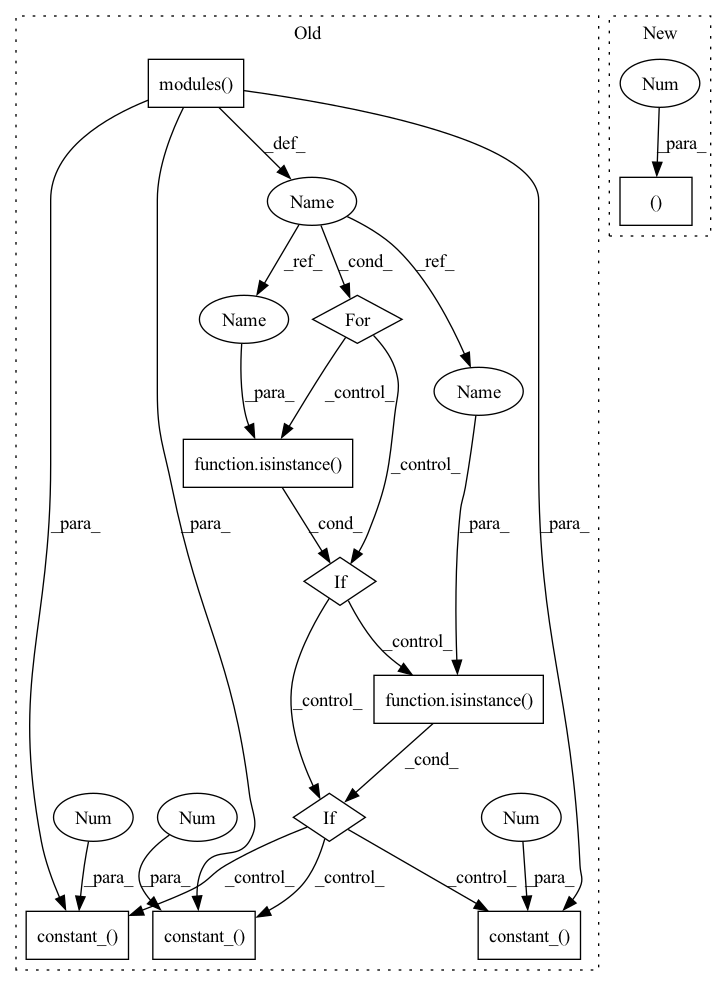 Old
New
modules()
Num
_def_
_para_
Name
()
_ref_
_cond_
_ref_
Name
For
Name
_para_
_control_
function.isinstance()
_control_
_para_
_para_
_cond_
_para_
_para_
If
_control_
function.isinstance()
_control_
_cond_
Num
Num
If
Num
_para_
_para_
_control_
_control_
_control_
_para_
constant_()
constant_()
constant_()